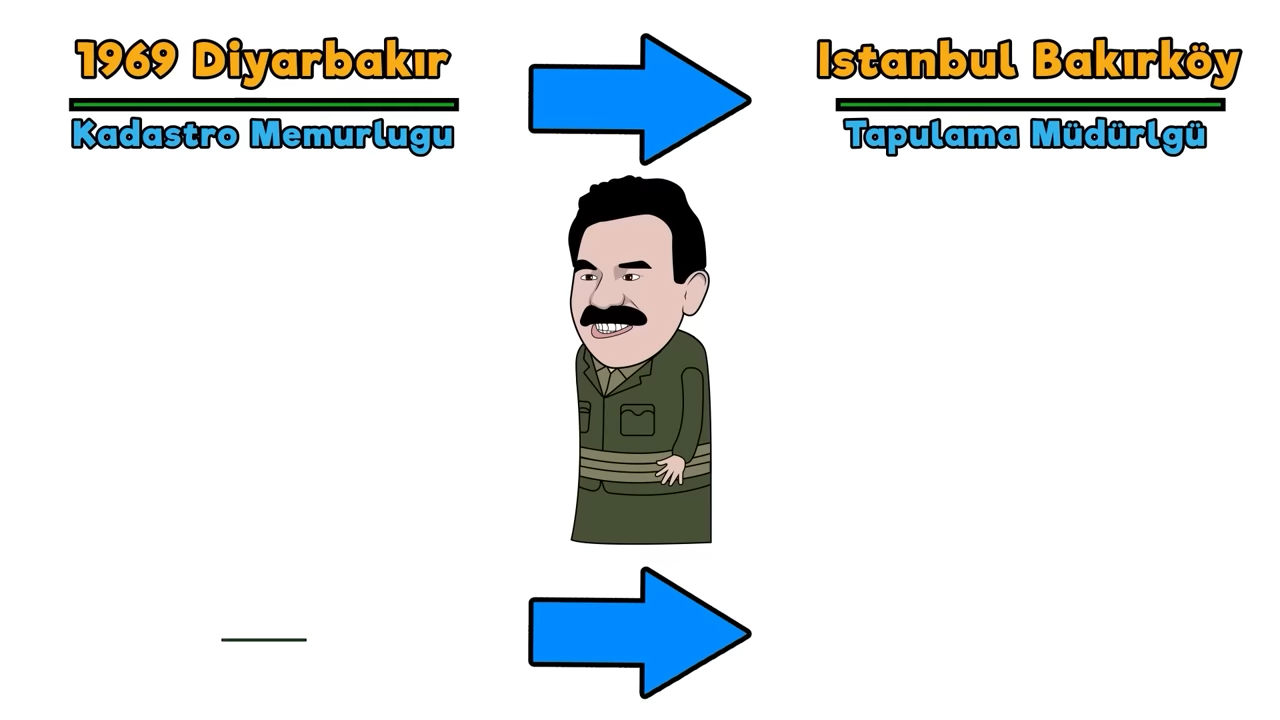 1969 Diyarbakır
Kadastro Memurlugu
Istanbul Bakırköy
Tapulama Müdürlgü